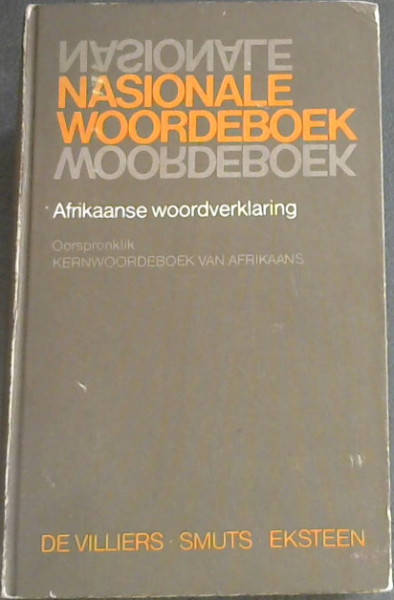 NASIONALE
NASIONALE
WOORDEBOEK
WOORDEBOEK
Afrikaanse woordverklaring
Oorspronklik
KERNWOORDEBOEK VAN AFRIKAANS
DE VILLIERS · SMUTS EKSTEEN